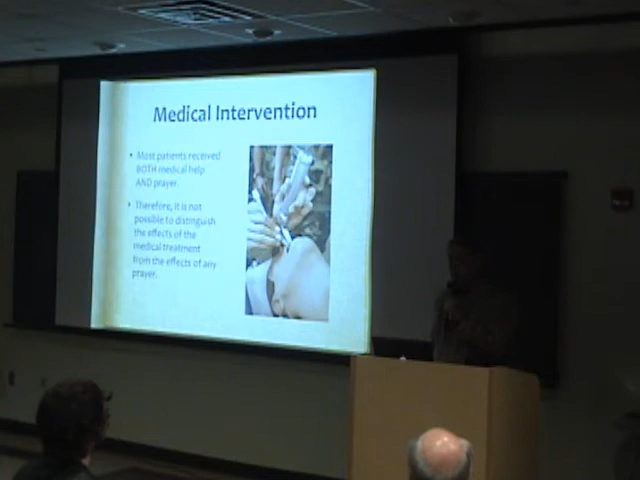 Medical Intervention
• Most patients received
BOTH medical help
AND prayer.
• Therefore, it is not
possible to distinguish
the effects of the
medical treatment
from the effects of any
prayer.